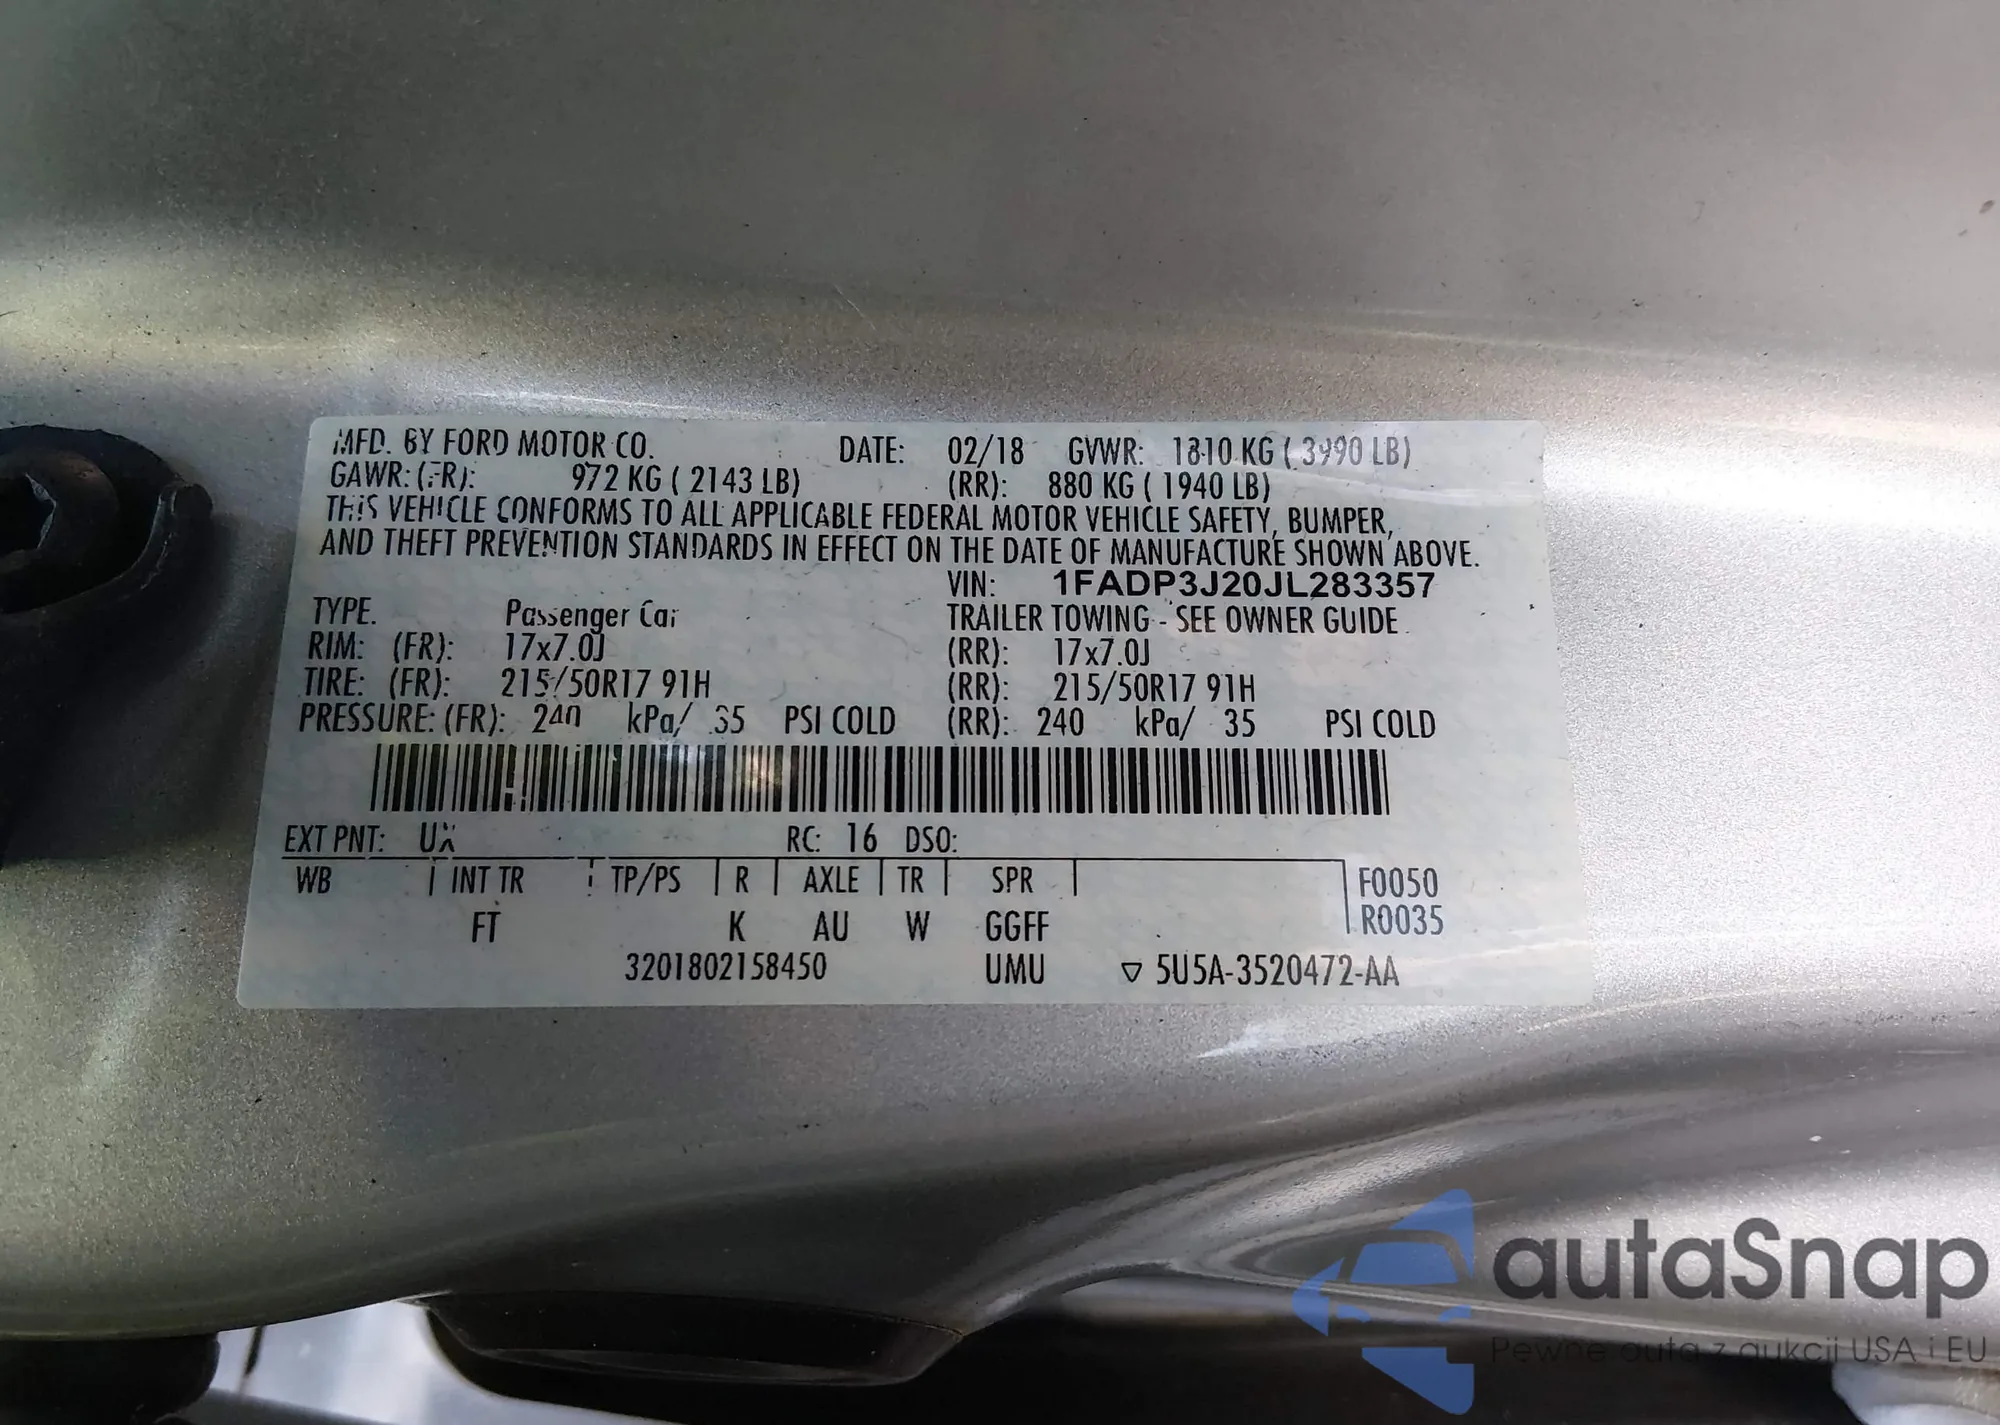 MFD. BY FORD MOTOR CO. DATE: 02/18 GVWR: 1810 KG ( 3990 LB)
GAWR: (FR): 972 KG ( 2143 LB) (RR): 880 KG ( 1940 LB)
THIS VEHICLE CONFORMS TO ALL APPLICABLE FEDERAL MOTOR VEHICLE SAFETY, BUMPER,
AND THEFT PREVENTION STANDARDS IN EFFECT ON THE DATE OF MANUFACTURE SHOWN ABOVE.
VIN: 1FADP3J20JL283357
TYPE. Passenger Car TRAILER TOWING - SEE OWNER GUIDE
RIM: (FR): 17x7.0J (RR): 17x7.0J
TIRE: (FR): 215/50R17 91H (RR): 215/50R17 91H
PRESSURE: (FR): 240 kPa/ 35 PSI COLD (RR): 240 kPa/ 35 PSI COLD
EXT PNT: UX RC: 16 DSO:
WB INT TR TP/PS R AXLE TR SPR F0050
FT K AU W GGFF R0035
3201802158450 UMU ▽ 5U5A-3520472-AA
autaSnap
Pewne auta z aukcji USA i EU